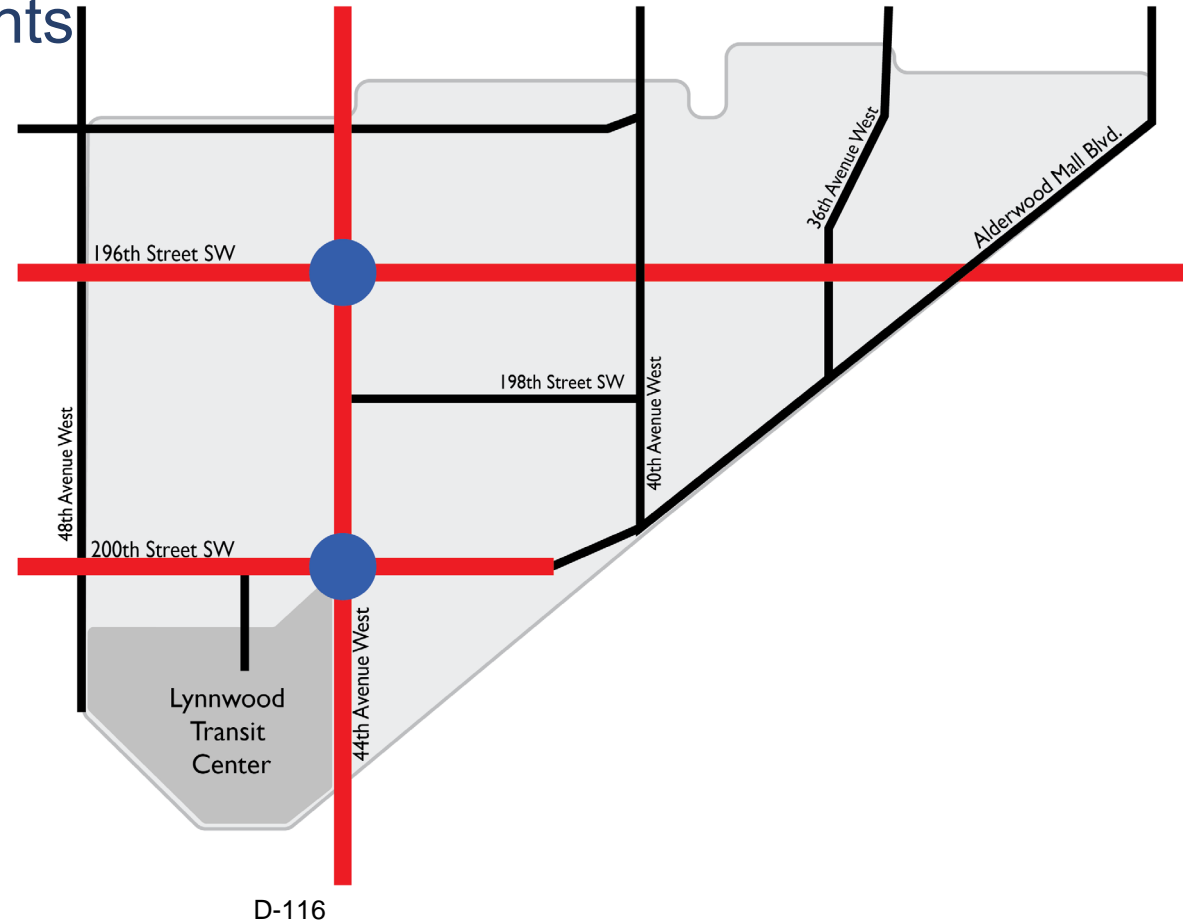 nts
36th Avenue West
Alderwood Mall Blvd.
196th Street SW
198th Street SW
40th Avenue West
48th Avenue West
200th Street SW
44th Avenue West
Lynnwood
Transit
Center
D-116